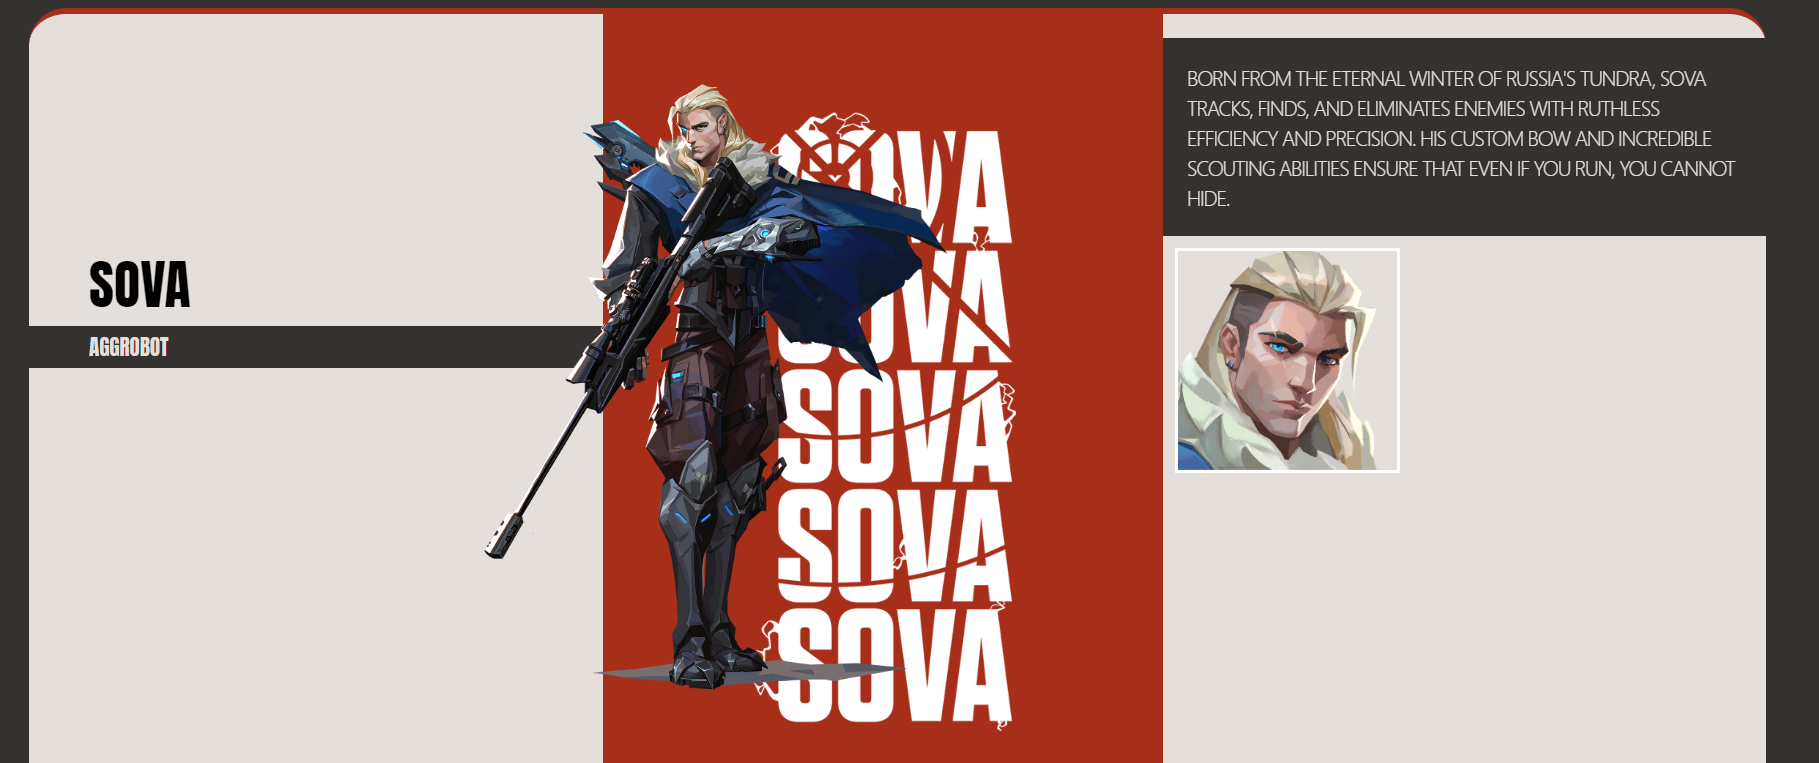 SOVA
AGGROBOT
SOVA
SOVA
SOVA
SOVA
SOVA
BORN FROM THE ETERNAL WINTER OF RUSSIA'S TUNDRA, SOVA
TRACKS, FINDS, AND ELIMINATES ENEMIES WITH RUTHLESS
EFFICIENCY AND PRECISION. HIS CUSTOM BOW AND INCREDIBLE
SCOUTING ABILITIES ENSURE THAT EVEN IF YOU RUN, YOU CANNOT
HIDE.